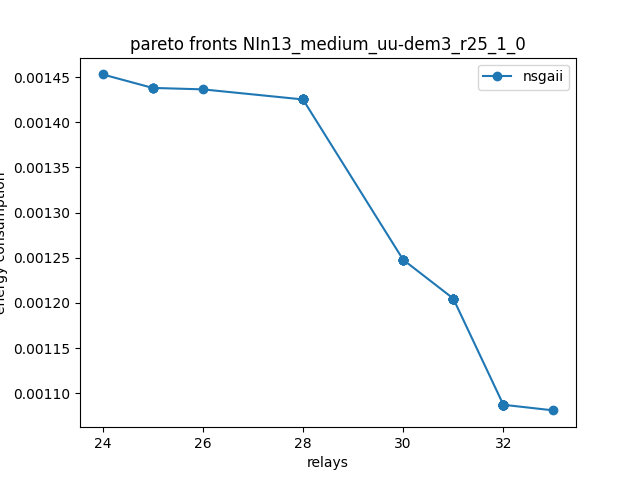 pareto fronts NIn13_medium_uu-dem3_r25_1_0
nsgaii
0.00145
0.00140
0.00135
0.00130
0.00125
0.00120
0.00115
0.00110
energy consumption
24 26 28 30 32
relays